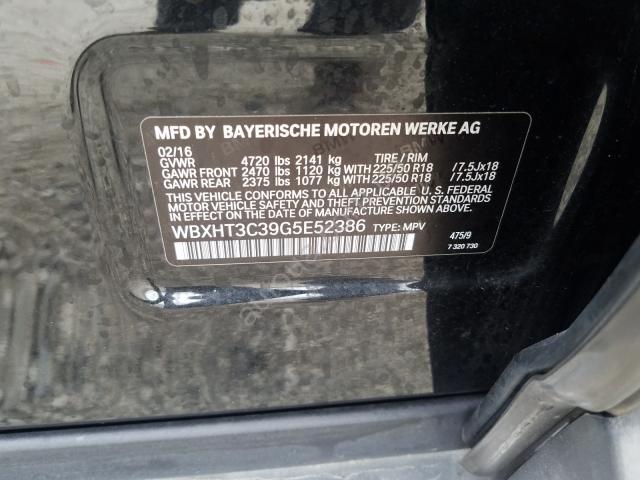 MFD BY BAYERISCHE MOTOREN WERKE AG
02/16
GVWR 4720 lbs 2141 kg TIRE / RIM
GAWR FRONT 2470 lbs 1120 kg WITH 225/50 R18 /7.5Jx18
GAWR REAR 2375 lbs 1077 kg WITH 225/50 R18 /7.5Jx18
THIS VEHICLE CONFORMS TO ALL APPLICABLE U. S. FEDERAL
MOTOR VEHICLE SAFETY, BUMPER, AND THEFT PREVENTION
STANDARDS IN EFFECT ON THE DATE OF MANUFACTURE SHOWN ABOVE.
WBXHT3C39G5E52386 TYPE: MPV
475/9
7 320 730